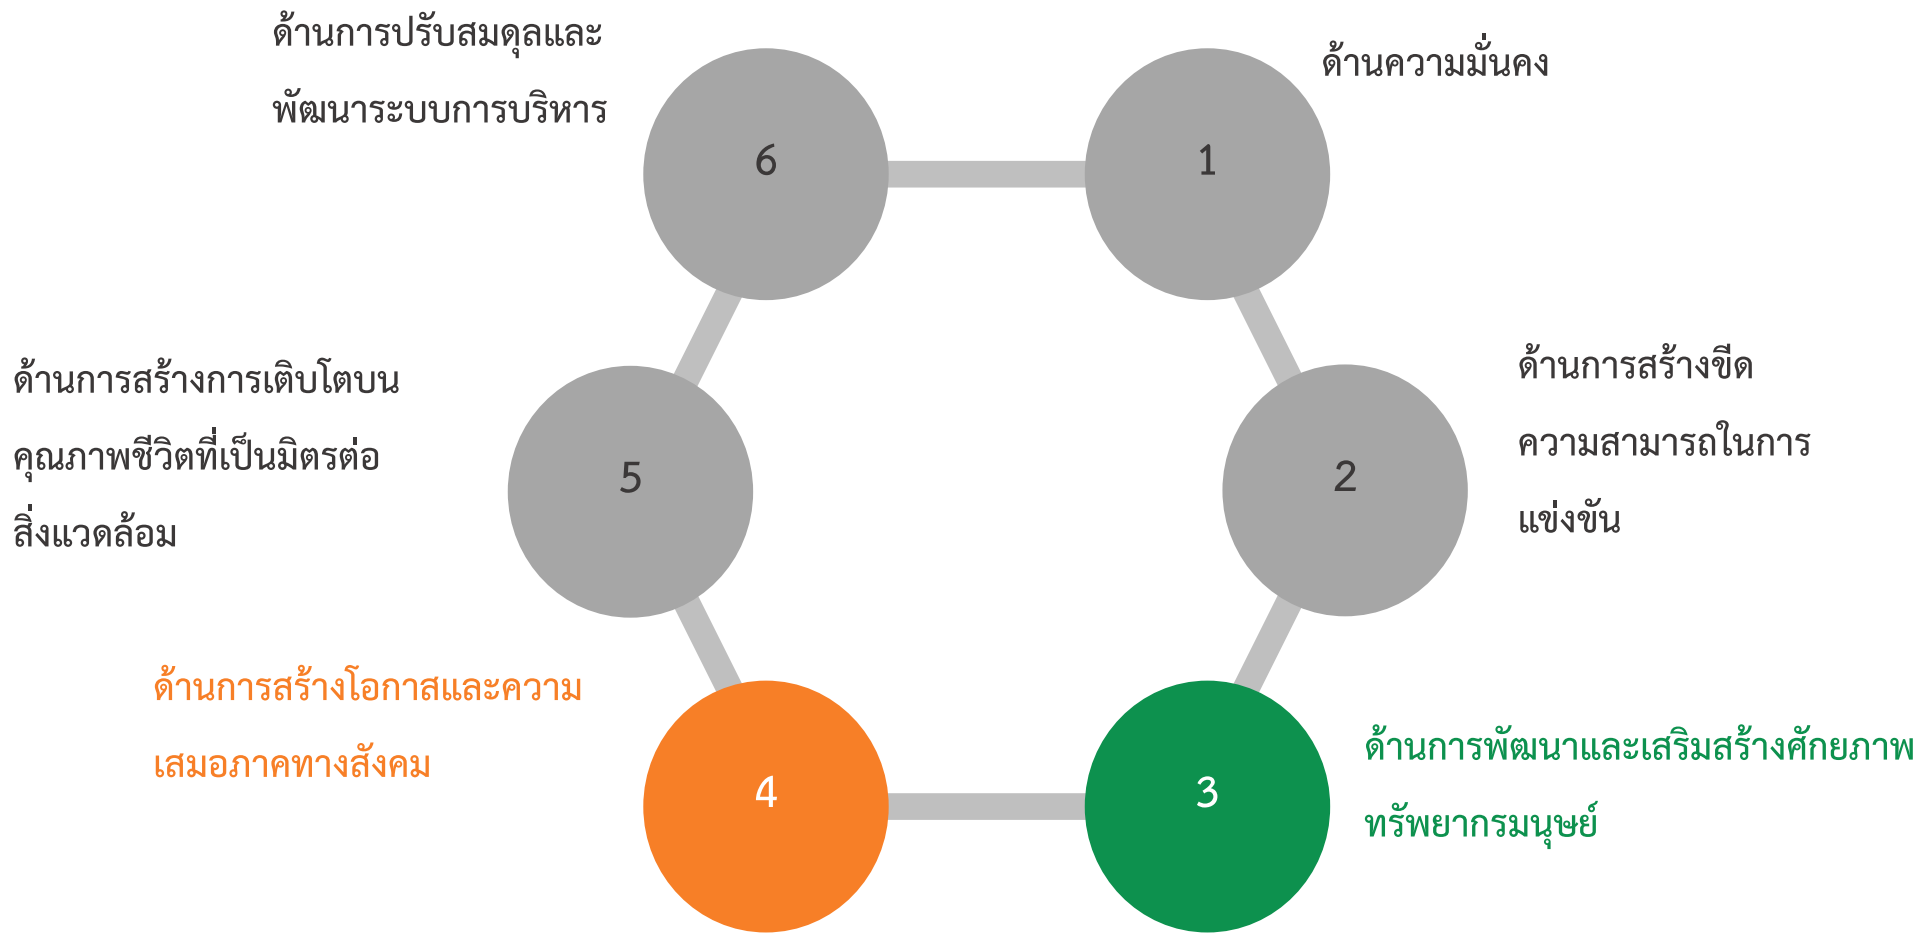 ด้านการปรับสมดุลและ
พัฒนาระบบการบริหาร
6
1
ด้านความมั่นคง
ด้านการสร้างการเติบโตบน
คุณภาพชีวิตที่เป็นมิตรต่อ
สิ่งแวดล้อม
5
2
ด้านการสร้างขีด
ความสามารถในการ
แข่งขัน
ด้านการสร้างโอกาสและความ
เสมอภาคทางสังคม
4
3
ด้านการพัฒนาและเสริมสร้างศักยภาพ
ทรัพยากรมนุษย์